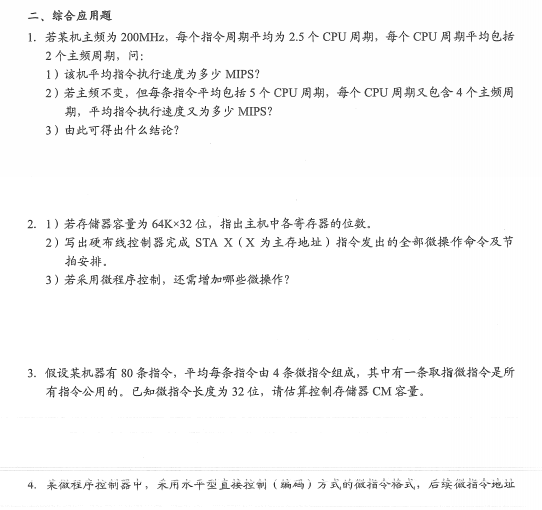 二、综合应用题
1. 若某机主频为 200MHz，每个指令周期平均为 2.5 个 CPU 周期，每个 CPU 周期平均包括
2 个主频周期，问：
1）该机平均指令执行速度为多少 MIPS？
2）若主频不变，但每条指令平均包括 5 个 CPU 周期，每个 CPU 周期又包含 4 个主频周
期，平均指令执行速度又为多少 MIPS？
3）由此可得出什么结论？
2. 1）若存储器容量为 64K×32 位，指出主机中各寄存器的位数。
2）写出硬布线控制器完成 STA X（X 为主存地址）指令发出的全部微操作命令及节
拍安排。
3）若采用微程序控制，还需增加哪些微操作？
3. 假设某机器有 80 条指令，平均每条指令由 4 条微指令组成，其中有一条取指微指令是所
有指令公用的。已知微指令长度为 32 位，请估算控制存储器 CM 容量。
4. 某微程序控制器中，采用水平型直接控制（编码）方式的微指令格式，后续微指令地址